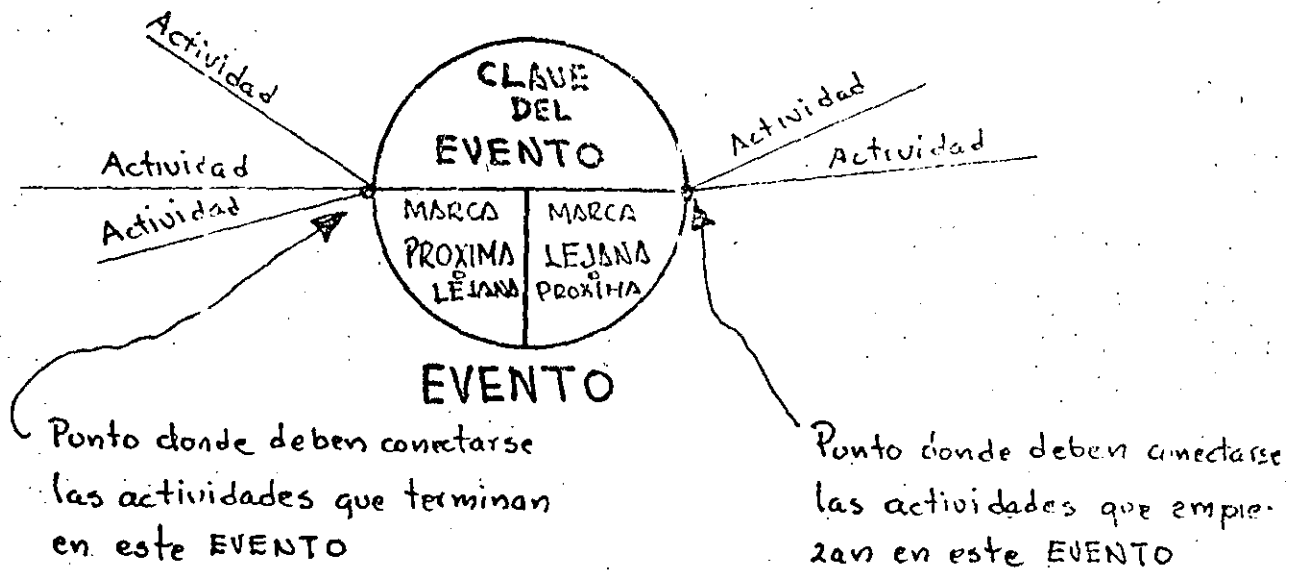 Actividad
Actividad
Actividad
CLAVE
DEL
EVENTO
MARCA
PROXIMA
O
LEJANA
MARCA
LEJANA
O
PROXIMA
EVENTO
Actividad
Actividad
Punto donde deben conectarse
las actividades que terminan
en este EVENTO
Punto donde deben conectarse
las actividades que empie-
zan en este EVENTO